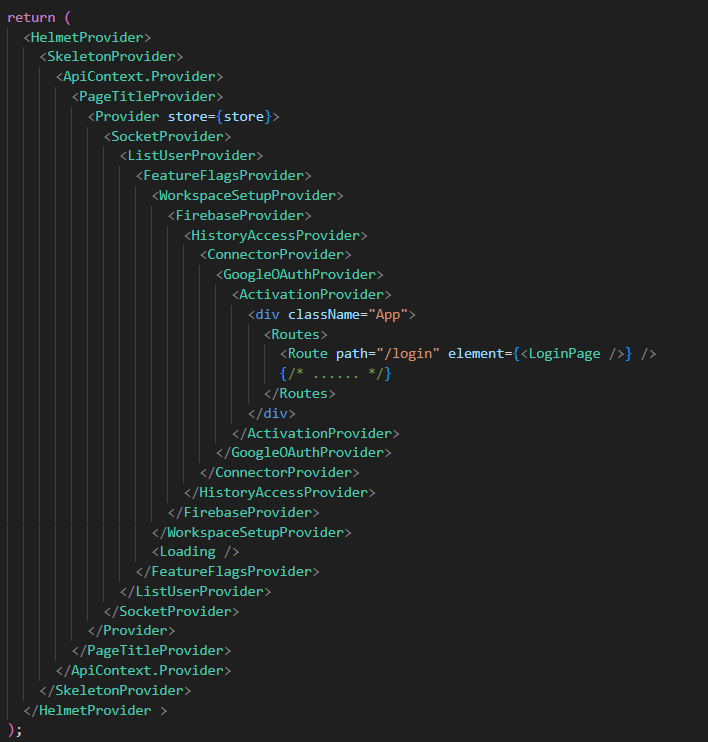 return (
<HelmetProvider>
<SkeletonProvider>
<ApiContext.Provider>
<PageTitleProvider>
<Provider store={store}>
<SocketProvider>
<ListUserProvider>
<FeatureFlagsProvider>
<WorkspaceSetupProvider>
<FirebaseProvider>
<HistoryAccessProvider>
<ConnectorProvider>
<GoogleOAuthProvider>
<ActivationProvider>
<div className="App">
<Routes>
<Route path="/login" element={<LoginPage />} />
{/* ...... */}
</Routes>
</div>
</ActivationProvider>
</GoogleOAuthProvider>
</ConnectorProvider>
</HistoryAccessProvider>
</FirebaseProvider>
</WorkspaceSetupProvider>
<Loading />
</FeatureFlagsProvider>
</ListUserProvider>
</SocketProvider>
</Provider>
</PageTitleProvider>
</ApiContext.Provider>
</SkeletonProvider>
</HelmetProvider >
);